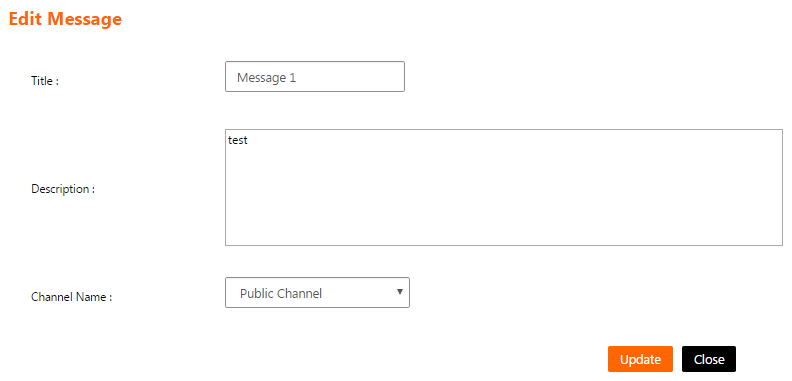 Edit Message
Title : Message 1
Description : test
Channel Name : Public Channel
Update Close